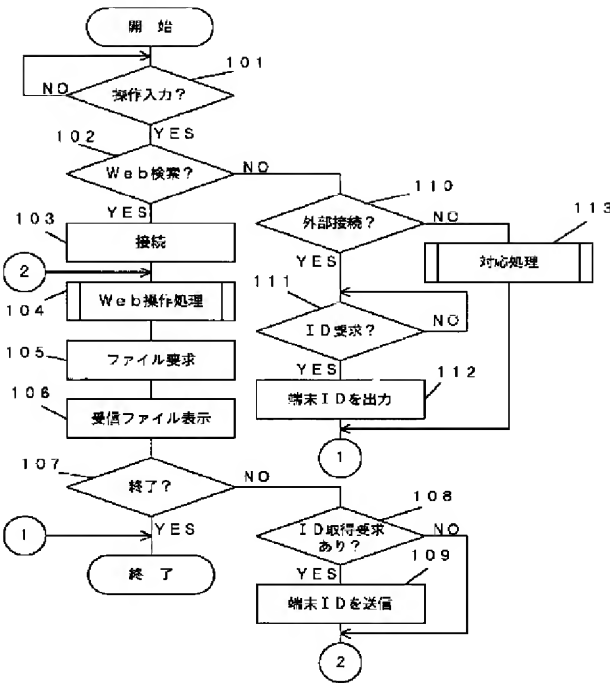 開 始
101
NO
操作入力?
YES
102
Web検索?
NO
YES
110
103
接続
外部接続?
NO
113
対応処理
2
YES
111
104
Web操作処理
ID要求?
NO
105
ファイル要求
YES
112
端末IDを出力
106
受信ファイル表示
1
107
終了?
NO
108
1
YES
ID取得要求
あり?
NO
109
終 了
YES
端末IDを送信
2